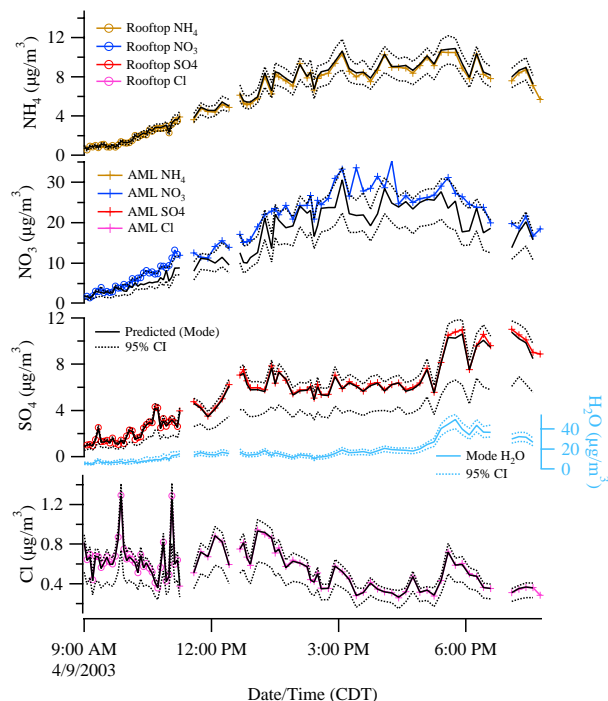 Rooftop NH4
Rooftop NO3
Rooftop SO4
Rooftop Cl
NH4 (µg/m3)
12
8
4
0
AML NH4
AML NO3
AML SO4
AML Cl
NO3 (µg/m3)
30
20
10
0
Predicted (Mode)
95% CI
SO4 (µg/m3)
12
8
4
0
Mode H2O
95% CI
H2O (µg/m3)
40
20
0
Cl (µg/m3)
1.2
0.8
0.4
9:00 AM
4/9/2003
12:00 PM
3:00 PM
6:00 PM
Date/Time (CDT)